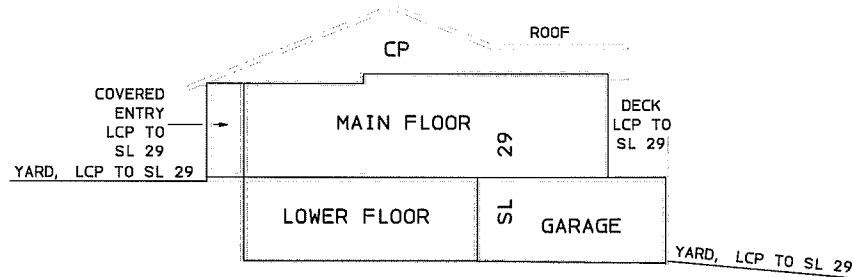 ROOF
CP
COVERED
ENTRY
LCP TO
SL 29
MAIN FLOOR
DECK
LCP TO
SL 29
SL 29
YARD, LCP TO SL 29
LOWER FLOOR
GARAGE
YARD, LCP TO SL 29